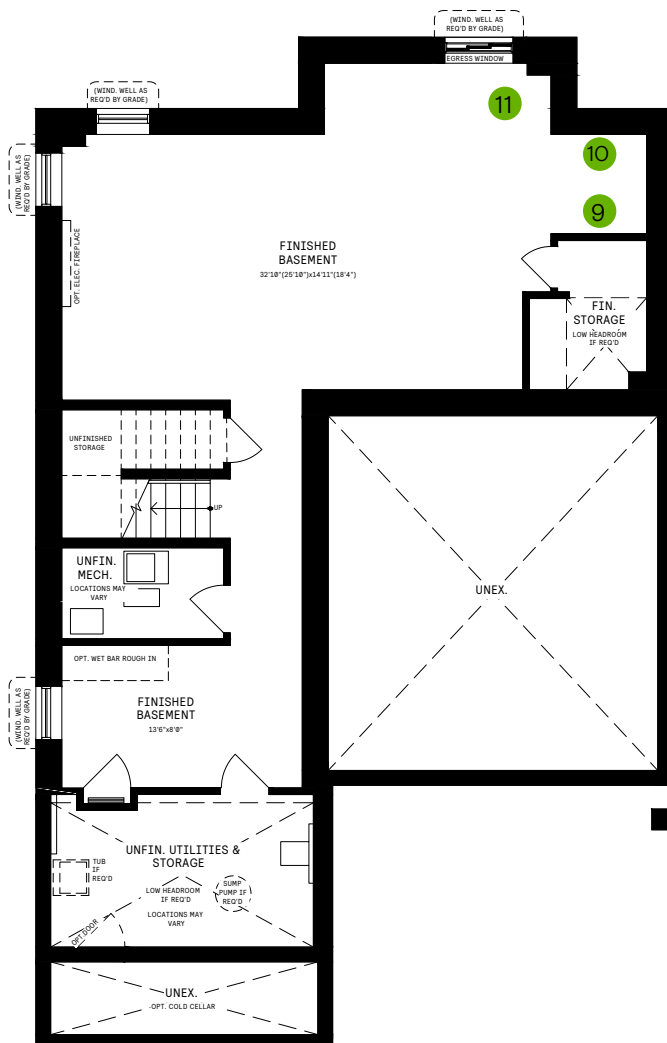 (WIND. WELL AS
REQ'D BY GRADE)
EGRESS WINDOW
(WIND. WELL AS
REQ'D BY GRADE)
11
(WIND. WELL AS
REQ'D BY GRADE)
10
9
OPT. ELEC. FIREPLACE
FINISHED
BASEMENT
32'10"(25'10")x14'11"(18'4")
FIN.
STORAGE
LOW HEADROOM
IF REQ'D
UNFINISHED
STORAGE
UP
UNFIN.
MECH.
LOCATIONS MAY
VARY
UNEX.
OPT. WET BAR ROUGH IN
(WIND. WELL AS
REQ'D BY GRADE)
FINISHED
BASEMENT
13'6"x8'0"
UNFIN. UTILITIES &
STORAGE
TUB
IF
REQ'D
LOW HEADROOM
IF REQ'D
LOCATIONS MAY
VARY
SUMP
PUMP IF
REQ'D
OPT.DOOR
UNEX.
OPT. COLD CELLAR